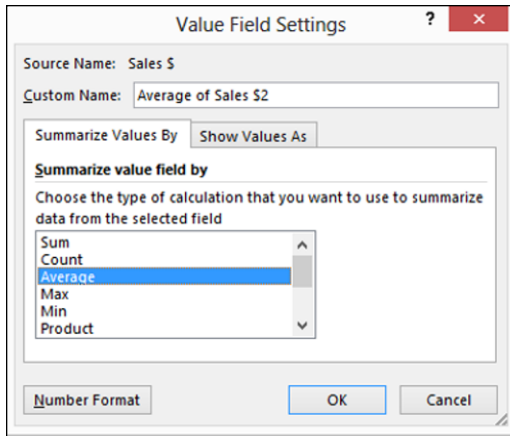 Value Field Settings
?
×
Source Name: Sales $
Custom Name: Average of Sales $2
Summarize Values By
Show Values As
Summarize value field by
Choose the type of calculation that you want to use to summarize
data from the selected field
Sum
Count
Average
Max
Min
Product
Number Format
OK
Cancel